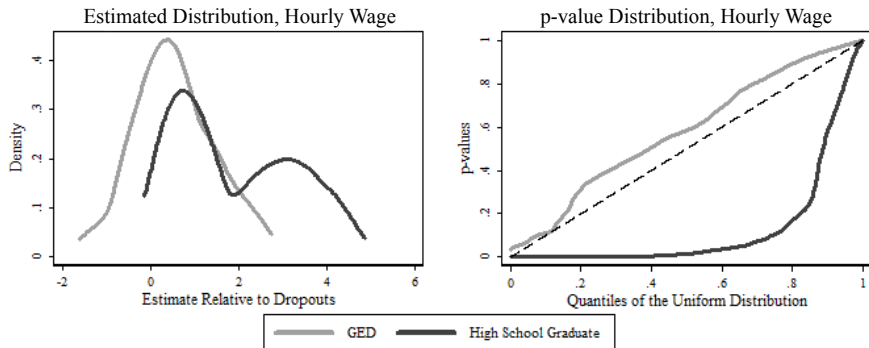 Estimated Distribution, Hourly Wage
Density
.4
.3
.2
.1
0
-2 0 2 4 6
Estimate Relative to Dropouts
p-value Distribution, Hourly Wage
p-values
1
.8
.6
.4
.2
0
0 .2 .4 .6 .8 1
Quantiles of the Uniform Distribution
GED High School Graduate